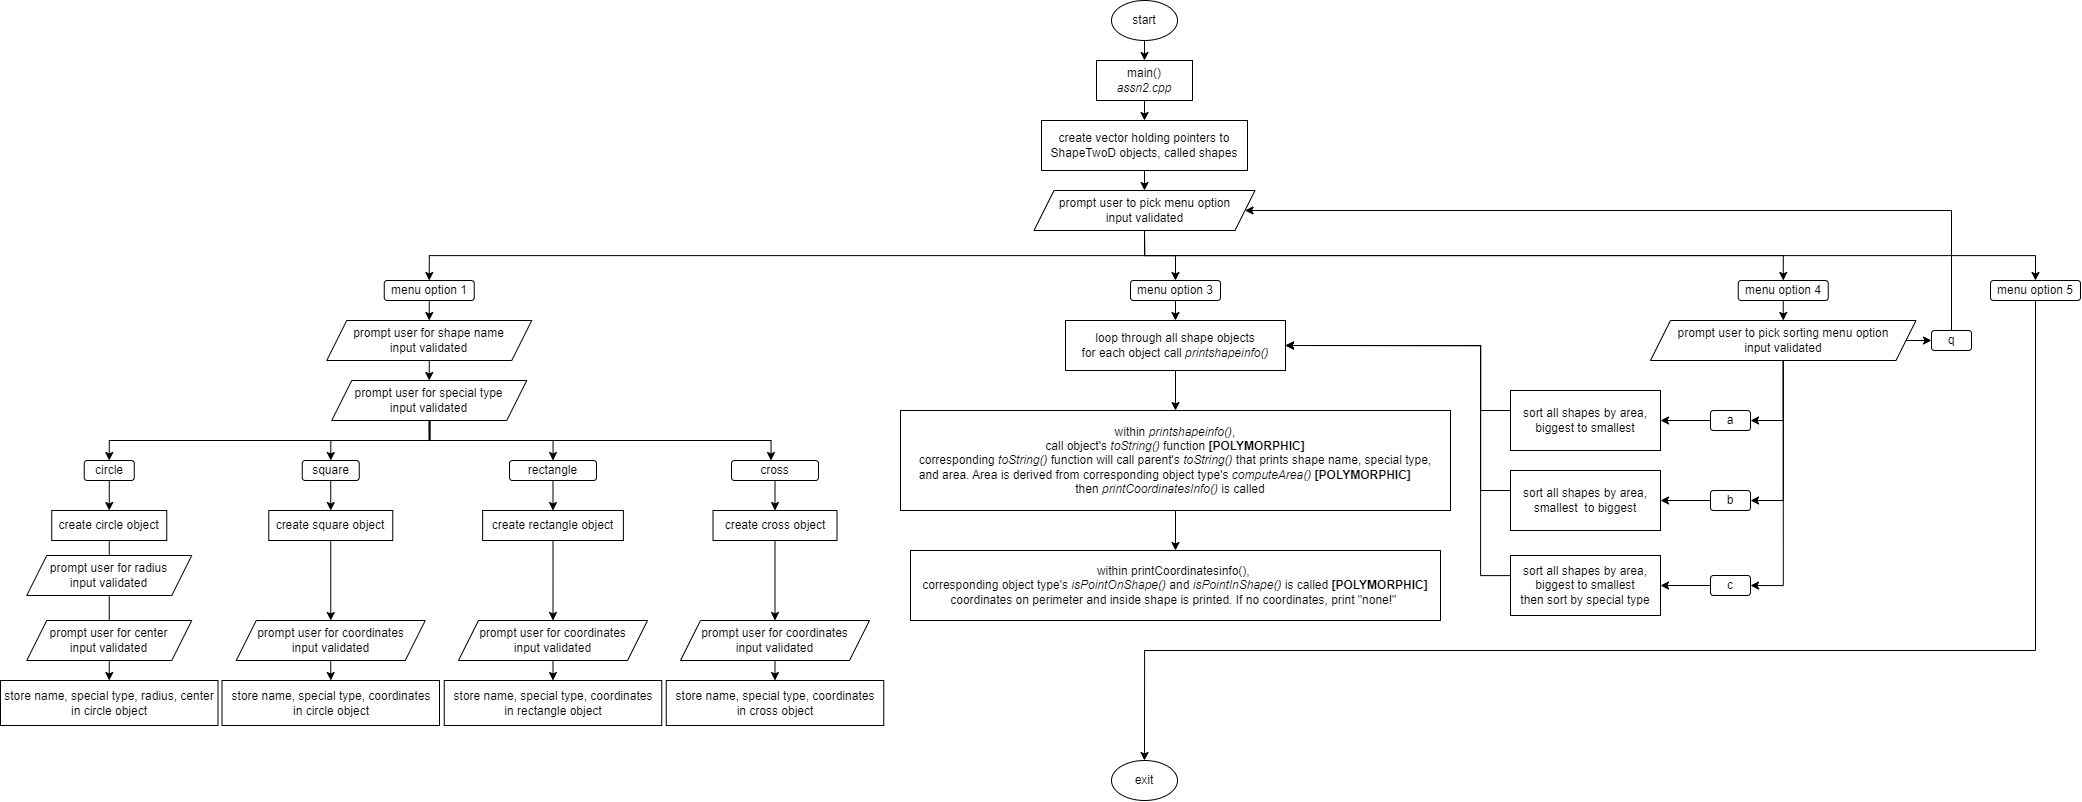 start
main()
assn2.cpp
create vector holding pointers to
ShapeTwoD objects, called shapes
prompt user to pick menu option
input validated
menu option 1
prompt user for shape name
input validated
prompt user for special type
input validated
circle
create circle object
prompt user for radius
input validated
prompt user for center
input validated
store name, special type, radius, center
in circle object
square
create square object
prompt user for coordinates
input validated
store name, special type, coordinates
in circle object
rectangle
create rectangle object
prompt user for coordinates
input validated
store name, special type, coordinates
in rectangle object
cross
create cross object
prompt user for coordinates
input validated
store name, special type, coordinates
in cross object
menu option 3
loop through all shape objects
for each object call printshapeinfo()
within printshapeinfo(),
call object's toString() function [POLYMORPHIC]
corresponding toString() function will call parent's toString() that prints shape name, special type,
and area. Area is derived from corresponding object type's computeArea() [POLYMORPHIC]
then printCoordinatesInfo() is called
within printCoordinatesinfo(),
corresponding object type's isPointOnShape() and isPointInShape() is called [POLYMORPHIC]
coordinates on perimeter and inside shape is printed. If no coordinates, print "none!"
menu option 4
prompt user to pick sorting menu option
input validated
q
a
sort all shapes by area,
biggest to smallest
b
sort all shapes by area,
smallest to biggest
c
sort all shapes by area,
biggest to smallest
then sort by special type
menu option 5
exit